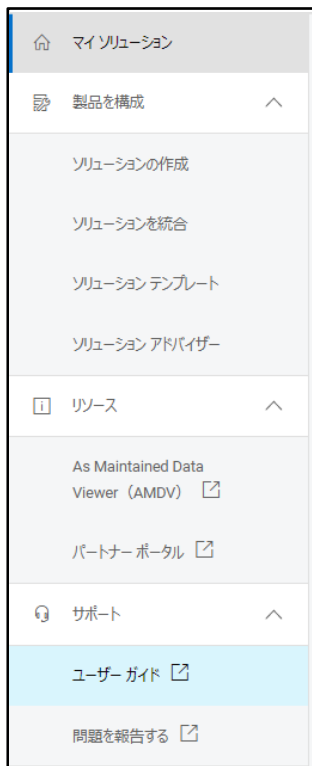 マイ ソリューション
製品を構成
ソリューションの作成
ソリューションを統合
ソリューション テンプレート
ソリューション アドバイザー
リソース
As Maintained Data
Viewer（AMDV）
パートナー ポータル
サポート
ユーザー ガイド
問題を報告する